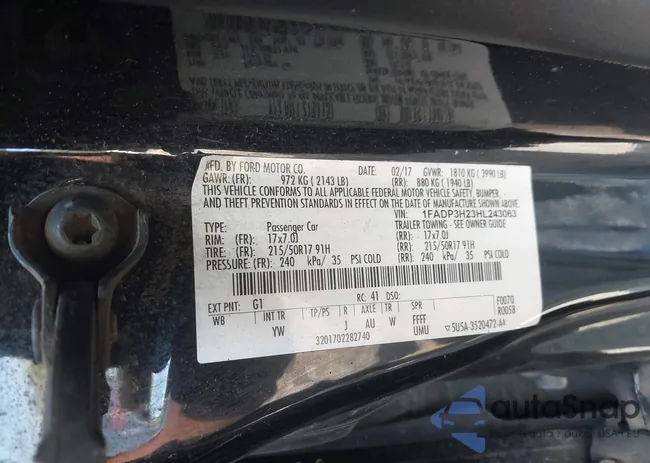 MFD. BY FORD MOTOR CO. DATE: 02/17 GVWR: 1810 KG ( 3990 LB)
GAWR: (FR): 972 KG ( 2143 LB) (RR): 880 KG ( 1940 LB)
THIS VEHICLE CONFORMS TO ALL APPLICABLE FEDERAL MOTOR VEHICLE SAFETY, BUMPER,
AND THEFT PREVENTION STANDARDS IN EFFECT ON THE DATE OF MANUFACTURE SHOWN ABOVE.
VIN: 1FADP3H23HL243063
TYPE: Passenger Car TRAILER TOWING - SEE OWNER GUIDE
RIM: (FR): 17x7.0J (RR): 17x7.0J
TIRE: (FR): 215/50R17 91H (RR): 215/50R17 91H
PRESSURE: (FR): 240 kPa/ 35 PSI COLD (RR): 240 kPa/ 35 PSI COLD
EXT PNT: G1 RC: 41 DSO: F0070
WB INT TR TP/PS R AXLE TR SPR R0058
YW J AU W FFFF
3201702282740 UMU ▽5U5A-3520472-AA
autoSnap